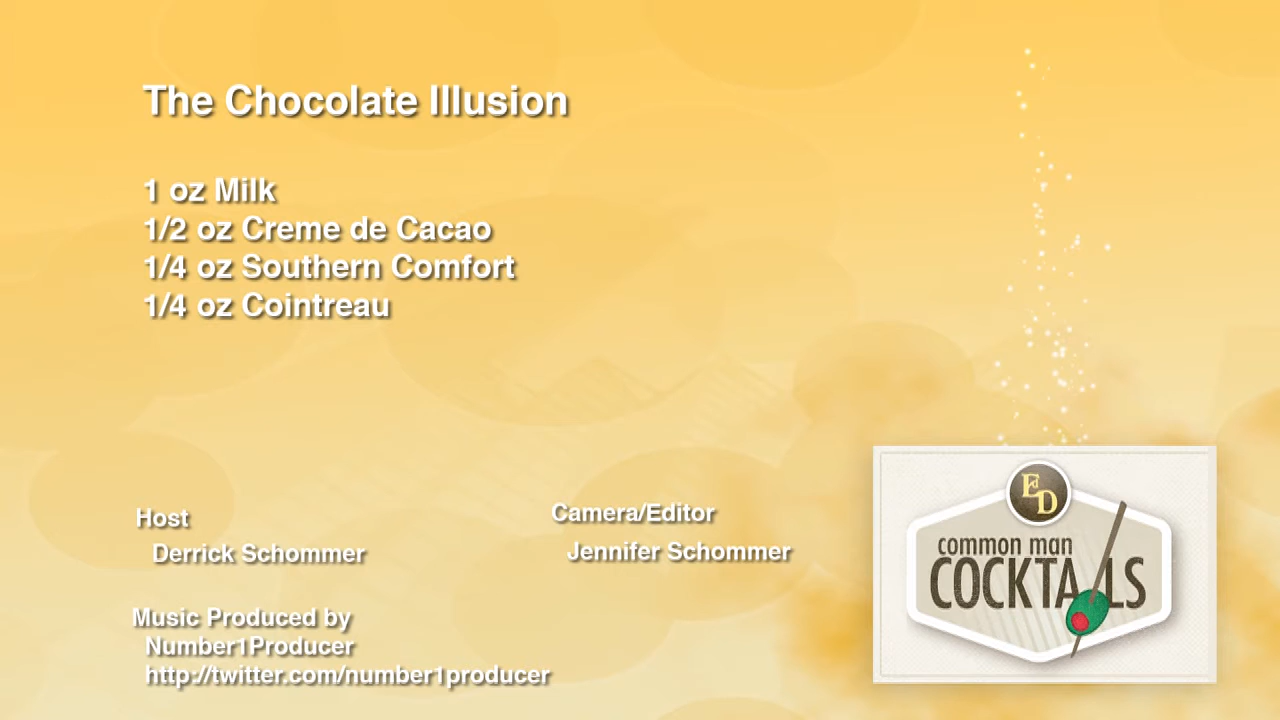 The Chocolate Illusion
1 oz Milk
1/2 oz Creme de Cacao
1/4 oz Southern Comfort
1/4 oz Cointreau
Host
Derrick Schommer
Camera/Editor
Jennifer Schommer
Music Produced by
Number1Producer
http://twitter.com/number1producer
ED
common man
COCKTAILS